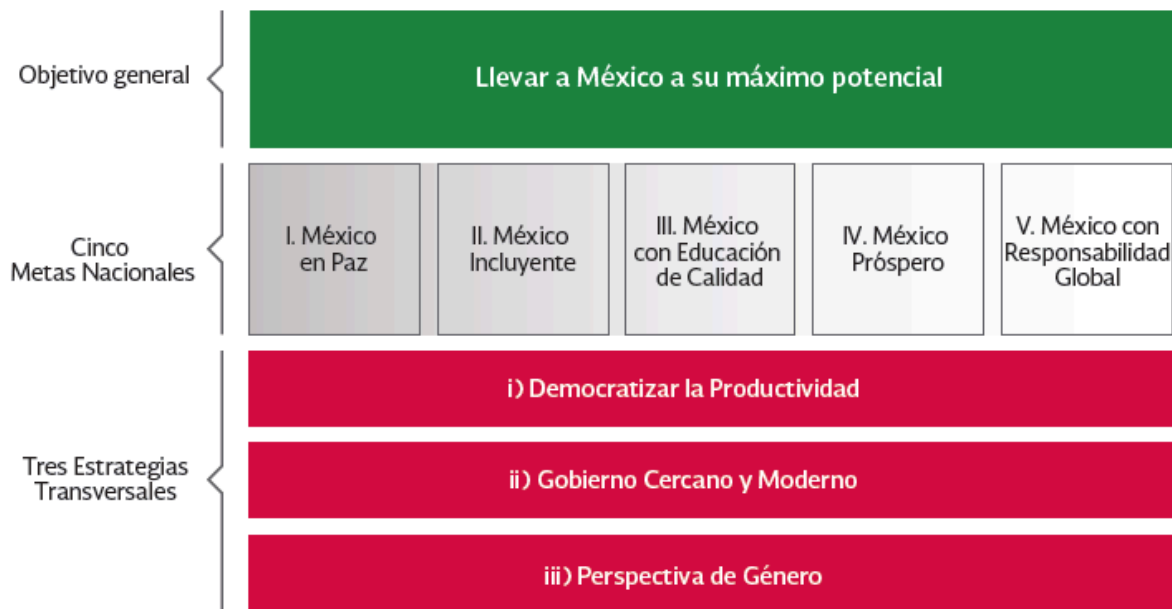 Objetivo general
Llevar a México a su máximo potencial
Cinco
Metas Nacionales
I. México
en Paz
II. México
Incluyente
III. México
con Educación
de Calidad
IV. México
Próspero
V. México con
Responsabilidad
Global
Tres Estrategias
Transversales
i) Democratizar la Productividad
ii) Gobierno Cercano y Moderno
iii) Perspectiva de Género